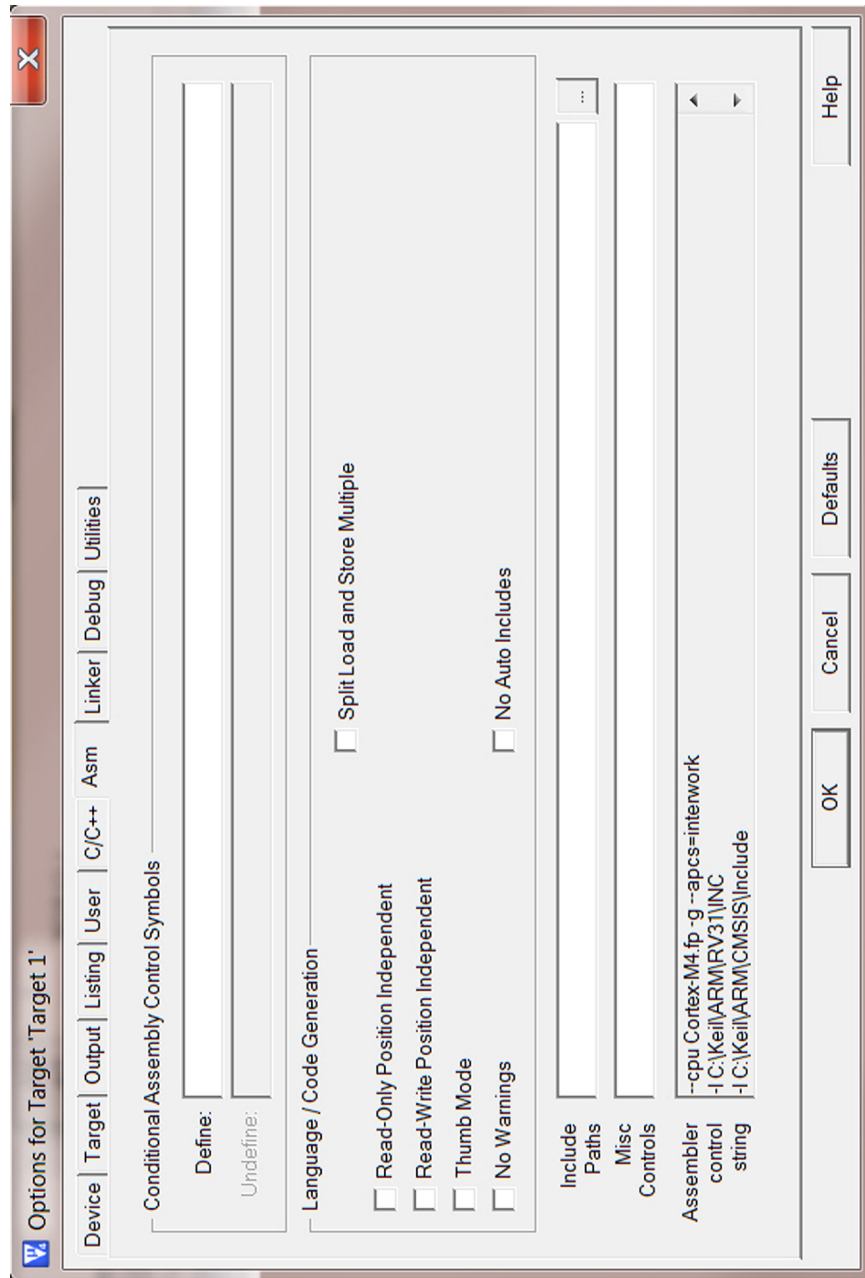 Options for Target 'Target 1'
Device Target Output Listing User C/C++ Asm Linker Debug Utilities
Conditional Assembly Control Symbols
Define:
Undefine:
Language / Code Generation
Read-Only Position Independent
Split Load and Store Multiple
Read-Write Position Independent
Thumb Mode
No Warnings
No Auto Includes
Include
Paths
...
Misc
Controls
Assembler
control
string
--cpu Cortex-M4.fp -g --apcs=interwork
-I C:\Keil\ARM\RV31\INC
-I C:\Keil\ARM\CMSIS\Include
OK
Cancel
Defaults
Help